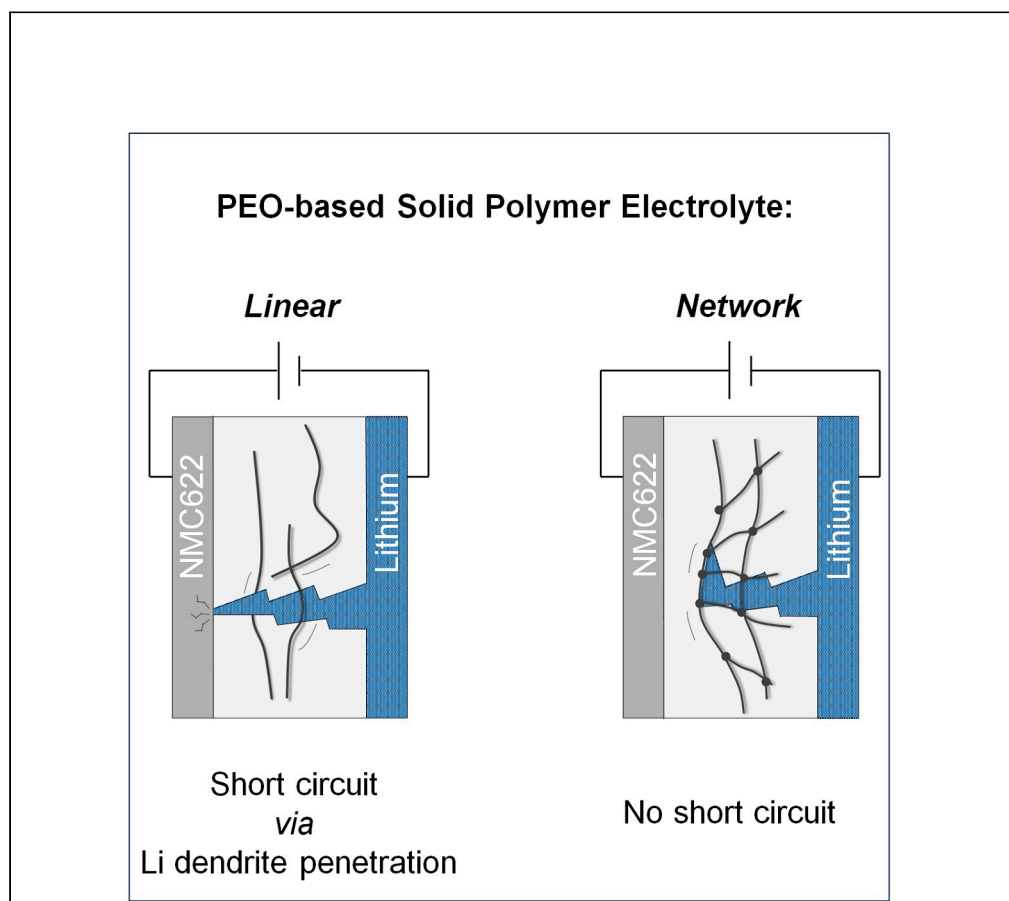 PEO-based Solid Polymer Electrolyte:
Linear
Network
NMC622
Lithium
NMC622
Lithium
Short circuit
via
Li dendrite penetration
No short circuit